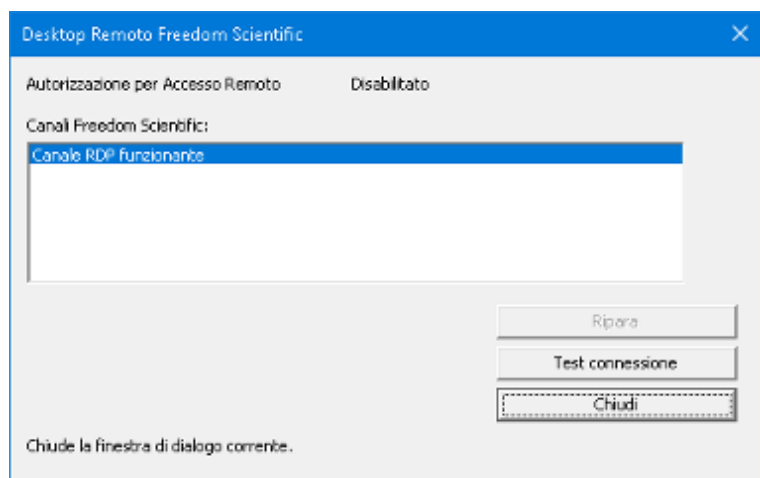 Desktop Remoto Freedom Scientific
Autorizzazione per Accesso Remoto Disabilitato
Canali Freedom Scientific:
Canale RDP funzionante
Ripara
Test connessione
Chiudi
Chiude la finestra di dialogo corrente.